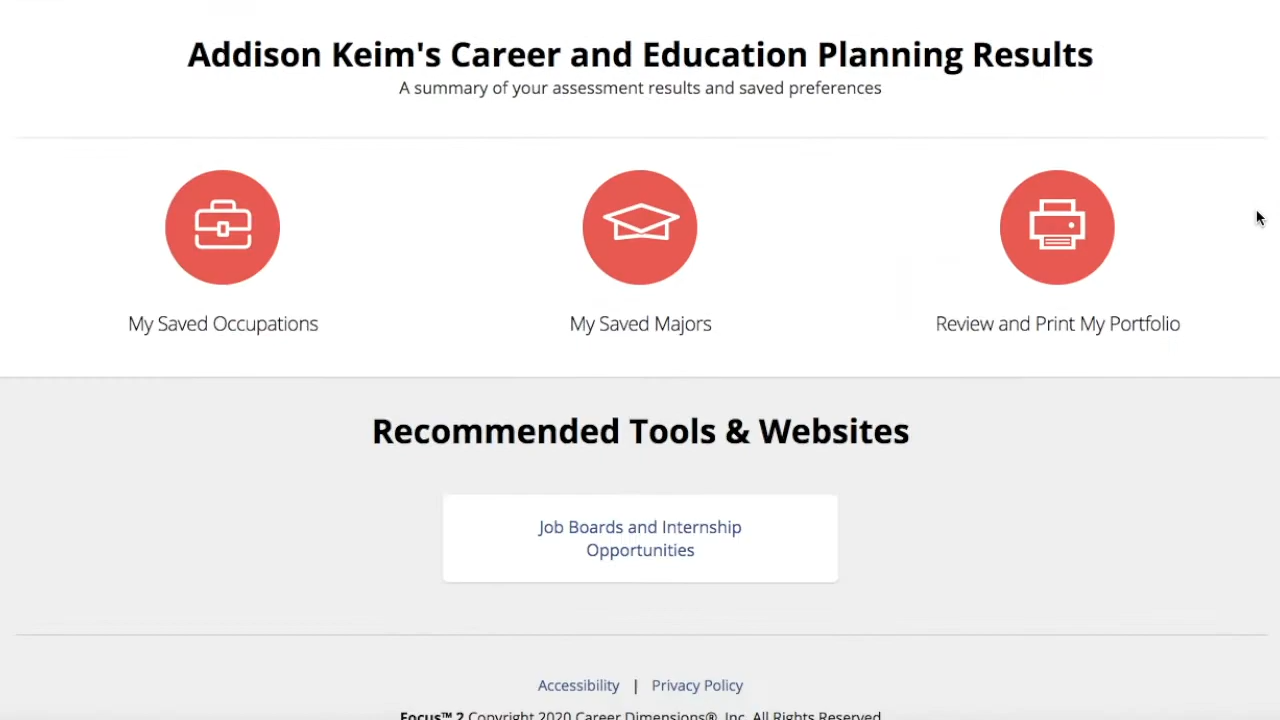 Addison Keim's Career and Education Planning Results
A summary of your assessment results and saved preferences
My Saved Occupations
My Saved Majors
Review and Print My Portfolio
Recommended Tools & Websites
Job Boards and Internship
Opportunities
Accessibility | Privacy Policy
Focus™ 2 Copyright 2020 Career Dimensions®, Inc. All Rights Reserved